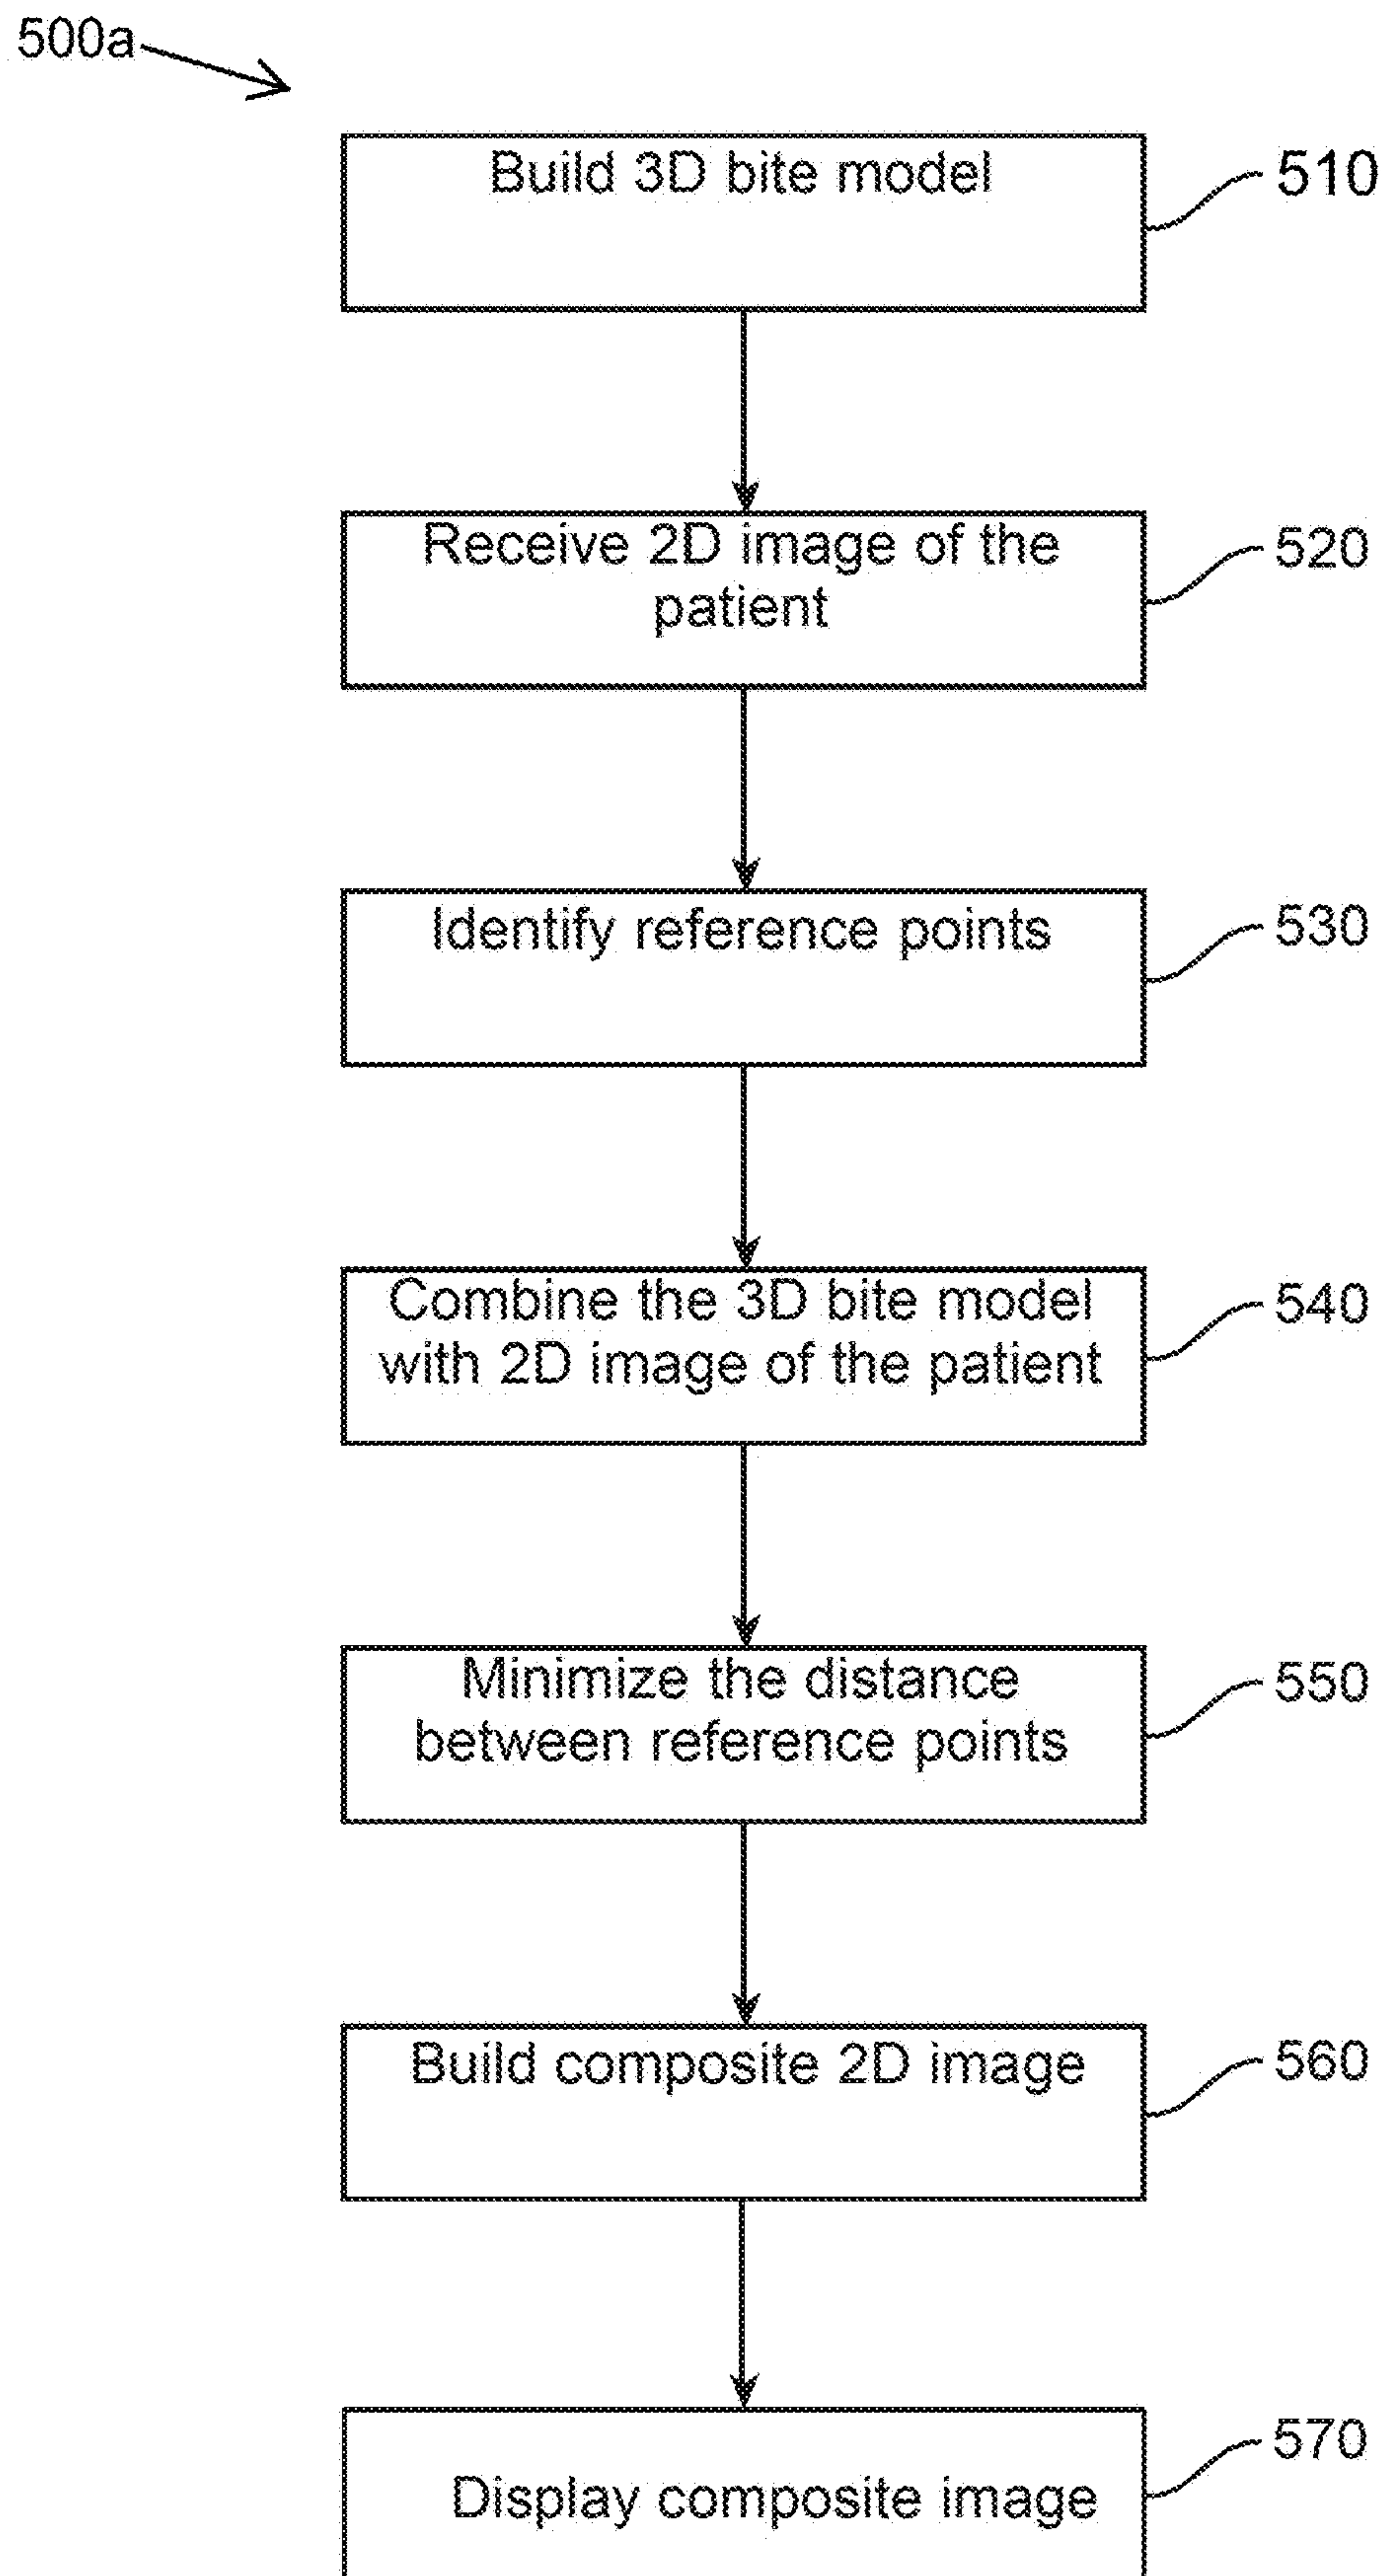 500a
Build 3D bite model
510
Receive 2D image of the
patient
520
Identify reference points
530
Combine the 3D bite model
with 2D image of the patient
540
Minimize the distance
between reference points
550
Build composite 2D image
560
Display composite image
570